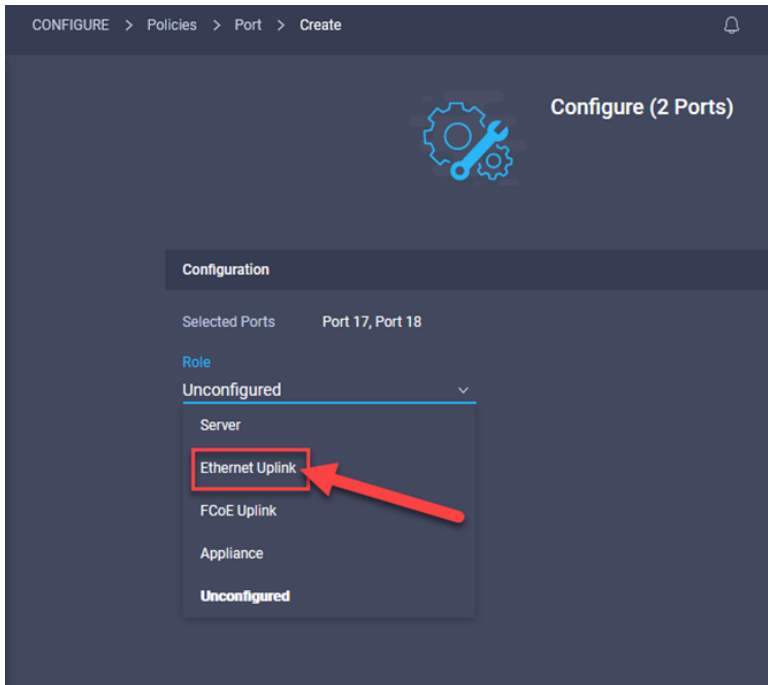 CONFIGURE > Policies > Port > Create
Configure (2 Ports)
Configuration
Selected Ports Port 17, Port 18
Role
Unconfigured
Server
Ethernet Uplink
FCoE Uplink
Appliance
Unconfigured